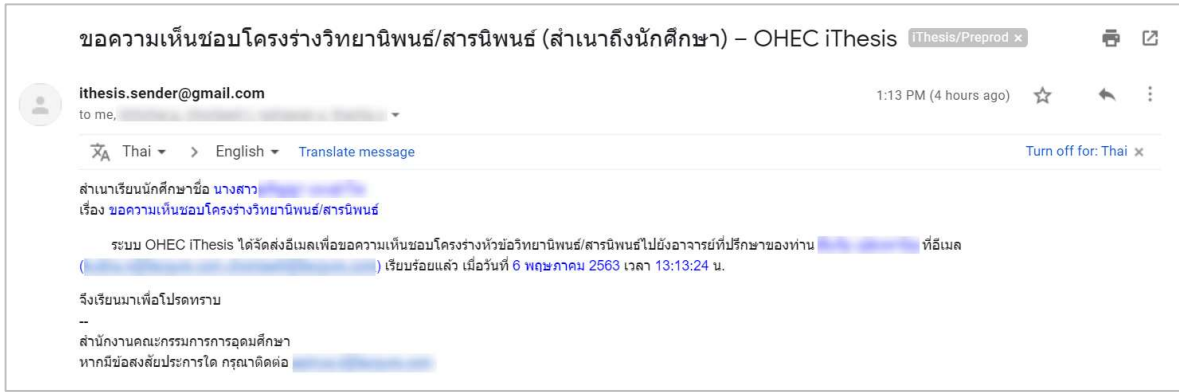 ขอความเห็นชอบโครงร่างวิทยานิพนธ์/สารนิพนธ์ (สำเนาถึงนักศึกษา) – OHEC iThesis iThesis/Preprod ×
ithesis.sender@gmail.com 1:13 PM (4 hours ago)
to me,
Thai > English Translate message Turn off for: Thai ×
สำเนาเรียนนักศึกษาชื่อ นางสาว
เรื่อง ขอความเห็นชอบโครงร่างวิทยานิพนธ์/สารนิพนธ์
ระบบ OHEC iThesis ได้จัดส่งอีเมลเพื่อขอความเห็นชอบโครงร่างหัวข้อวิทยานิพนธ์/สารนิพนธ์ไปยังอาจารย์ที่ปรึกษาของท่าน ที่อีเมล
( ) เรียบร้อยแล้ว เมื่อวันที่ 6 พฤษภาคม 2563 เวลา 13:13:24 น.
จึงเรียนมาเพื่อโปรดทราบ
--
สำนักงานคณะกรรมการการอุดมศึกษา
หากมีข้อสงสัยประการใด กรุณาติดต่อ